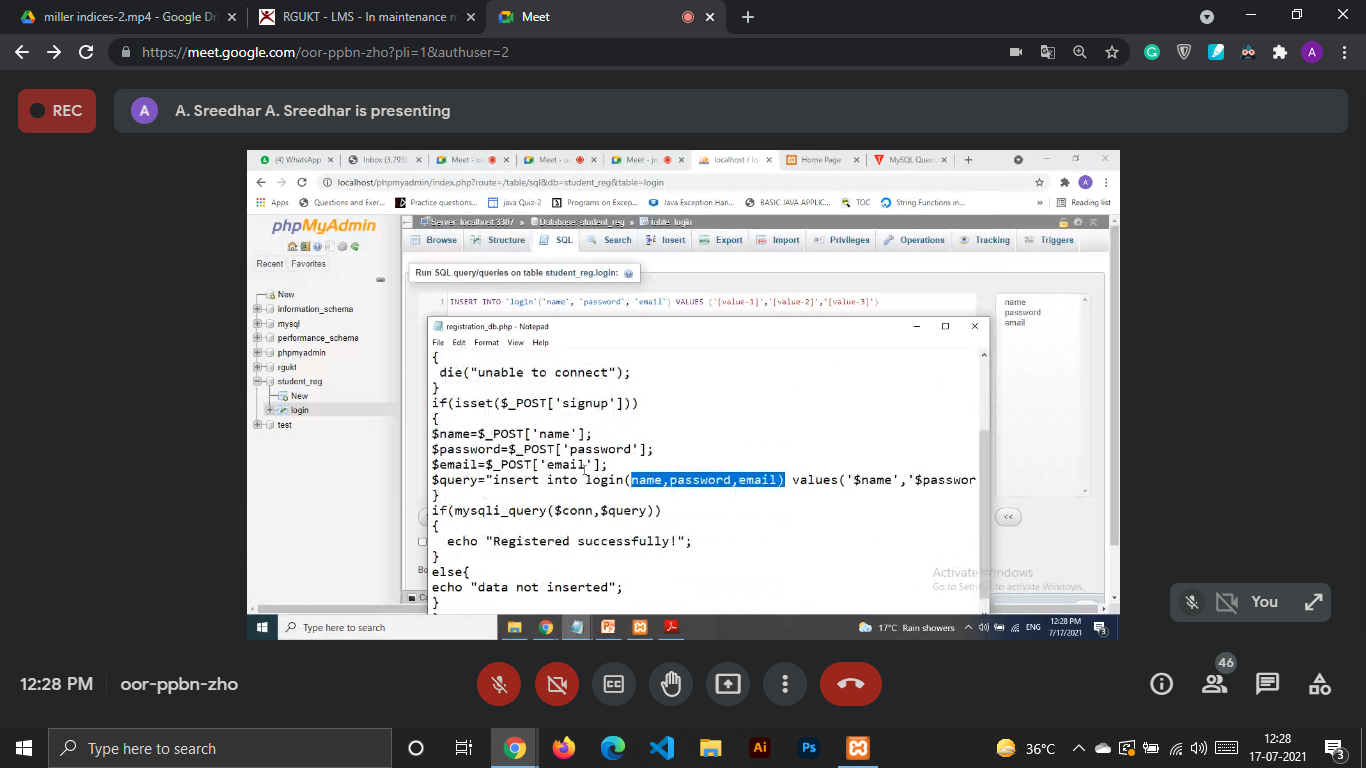 miller indices-2.mp4 - Google Dr
RGUKT - LMS - In maintenance m
Meet
https://meet.google.com/oor-ppbn-zho?pli=1&authuser=2
A
REC
A
A. Sreedhar A. Sreedhar is presenting
(4) WhatsApp
Inbox (3,795)
Meet -
Meet -
Meet -
localhost / lo
Home Page
MySQL Quer
localhost/phpmyadmin/index.php?route=/table/sql&db=student_reg&table=login
A
Apps
Questions and Exer...
Practice questions...
java Quiz-2
Programs on Excep...
Java Exception Han...
BASIC JAVA APPLIC...
TOC
String Functions in...
»
Reading list
phpMyAdmin
Server: localhost:3307 » Database: student_reg » Table: login
Browse
Structure
SQL
Search
Insert
Export
Import
Privileges
Operations
Tracking
Triggers
Recent
Favorites
Run SQL query/queries on table student_reg.login:
New
information_schema
mysql
performance_schema
phpmyadmin
rgukt
student_reg
New
login
test
1 INSERT INTO `login`(`name`, `password`, `email`) VALUES ('[value-1]','[value-2]','[value-3]')
name
password
email
registration_db.php - Notepad
File Edit Format View Help
{
die("unable to connect");
}
if(isset($_POST['signup']))
{
$name=$_POST['name'];
$password=$_POST['password'];
$email=$_POST['email'];
$query="insert into login(name,password,email) values('$name','$passwor
}
if(mysqli_query($conn,$query))
{
echo "Registered successfully!";
}
else{
echo "data not inserted";
}
<<
Activate Windows
Go to Settings to activate Windows.
Type here to search
17°C Rain showers
ENG
12:28 PM
7/17/2021
3
You
12:28 PM
oor-ppbn-zho
46
Type here to search
36°C
12:28
17-07-2021
3